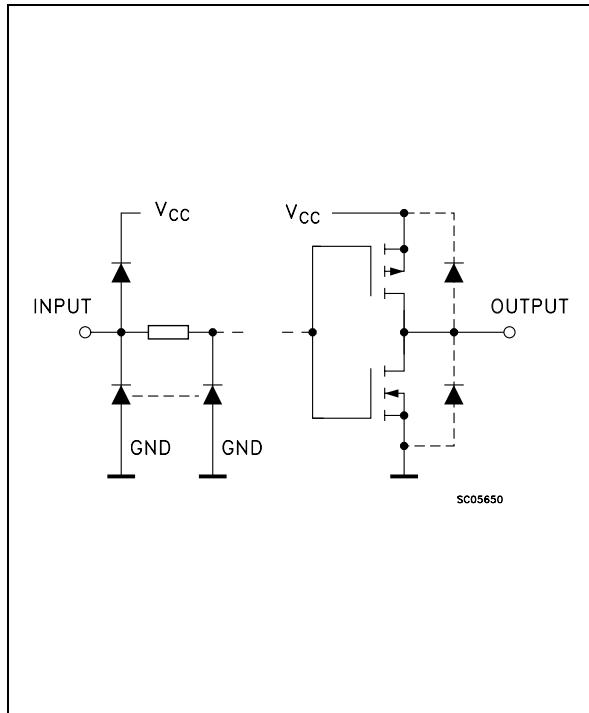 VCC
VCC
INPUT
OUTPUT
GND
GND
SC05650